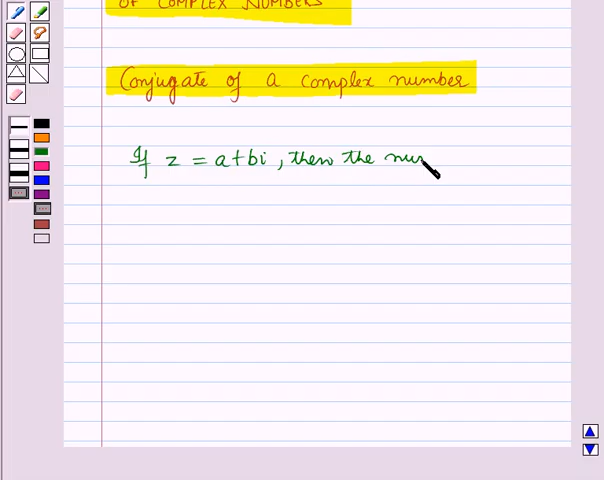 OF COMPLEX NUMBERS
Conjugate of a complex number
If z = a+bi, then the